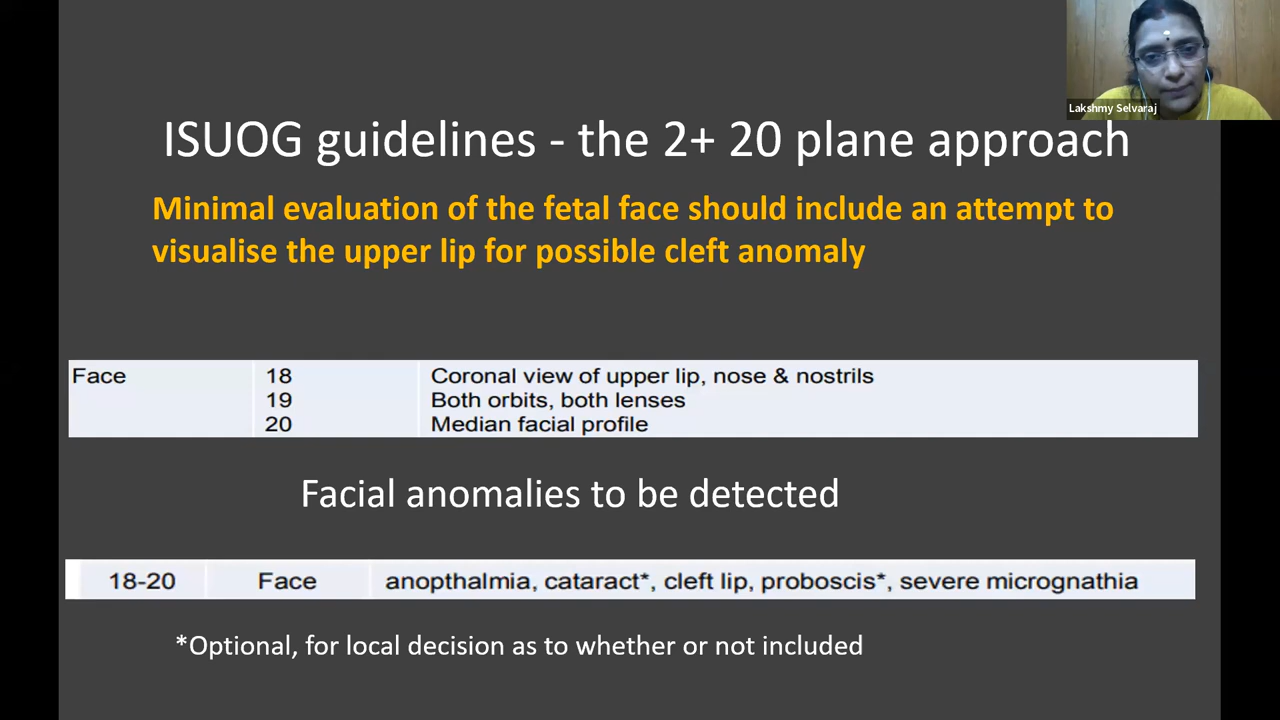 Lakshmy Selvaraj
ISUOG guidelines - the 2+ 20 plane approach
Minimal evaluation of the fetal face should include an attempt to
visualise the upper lip for possible cleft anomaly
Face 18 Coronal view of upper lip, nose & nostrils
19 Both orbits, both lenses
20 Median facial profile
Facial anomalies to be detected
18-20 Face anopthalmia, cataract*, cleft lip, proboscis*, severe micrognathia
*Optional, for local decision as to whether or not included